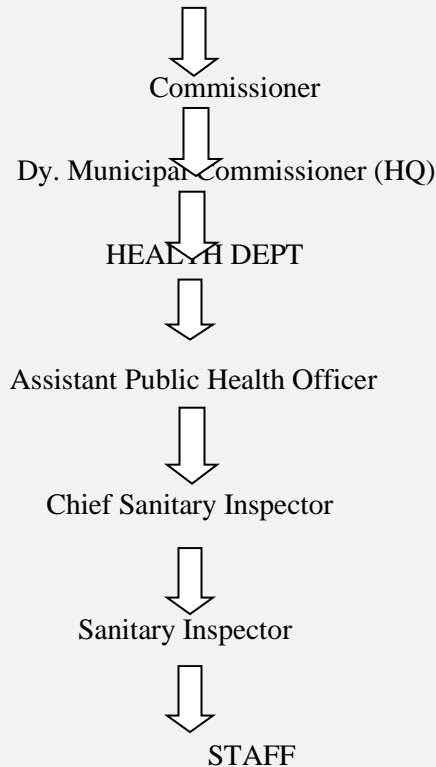 Commissioner
Dy. Municipal Commissioner (HQ)
HEALTH DEPT
Assistant Public Health Officer
Chief Sanitary Inspector
Sanitary Inspector
STAFF